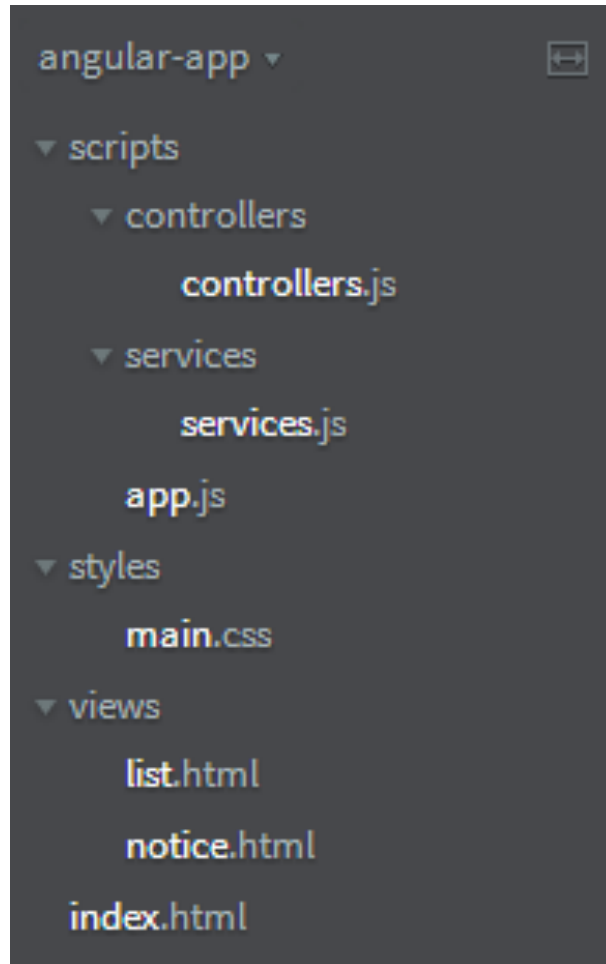 angular-app
scripts
controllers
controllers.js
services
services.js
app.js
styles
main.css
views
list.html
notice.html
index.html